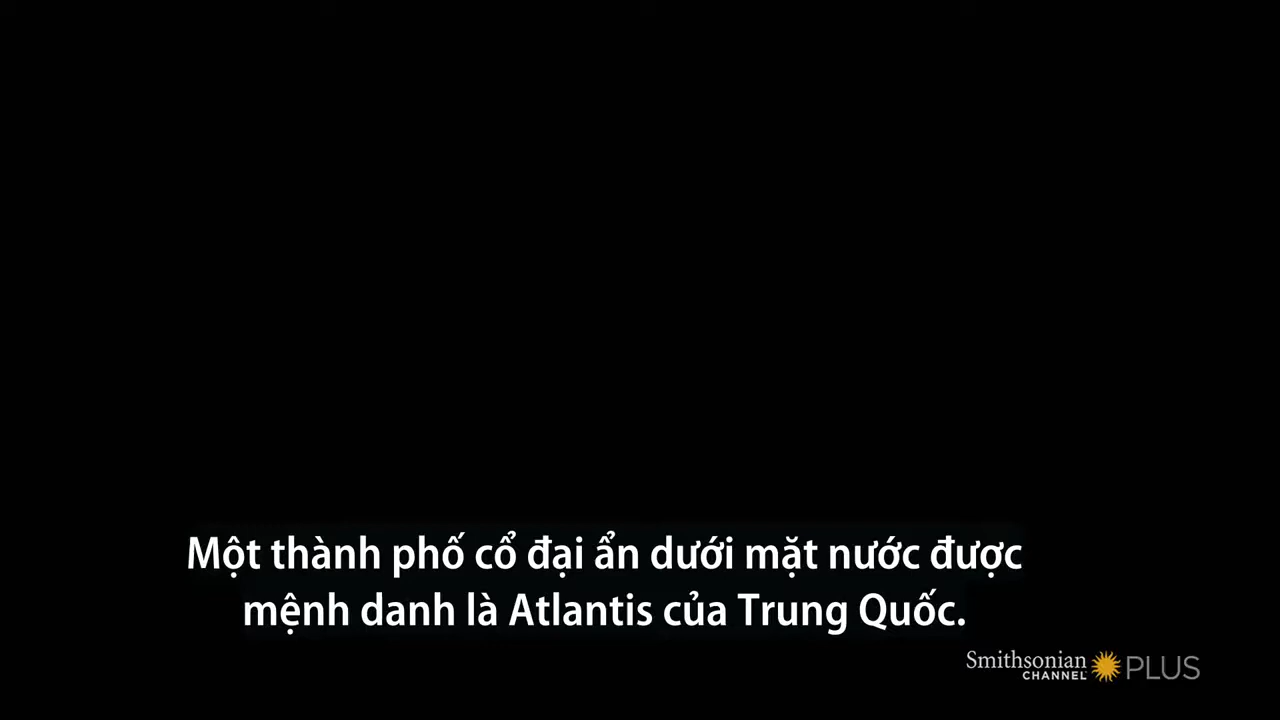 Một thành phố cổ đại ẩn dưới mặt nước được
mệnh danh là Atlantis của Trung Quốc.
Smithsonian
CHANNEL PLUS